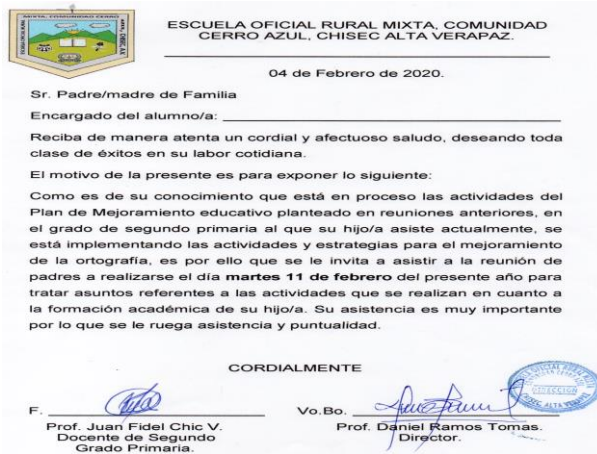 MIXTA, COMUNIDAD CERRO
ESCUELA OFICIAL RURAL MIXTA, COMUNIDAD
CERRO AZUL, CHISEC ALTA VERAPAZ.
04 de Febrero de 2020.
Sr. Padre/madre de Familia
Encargado del alumno/a:
Reciba de manera atenta un cordial y afectuoso saludo, deseando toda
clase de éxitos en su labor cotidiana.
El motivo de la presente es para exponer lo siguiente:
Como es de su conocimiento que está en proceso las actividades del
Plan de Mejoramiento educativo planteado en reuniones anteriores, en
el grado de segundo primaria al que su hijo/a asiste actualmente, se
está implementando las actividades y estrategias para el mejoramiento
de la ortografía, es por ello que se le invita a asistir a la reunión de
padres a realizarse el día martes 11 de febrero del presente año para
tratar asuntos referentes a las actividades que se realizan en cuanto a
la formación académica de su hijo/a. Su asistencia es muy importante
por lo que se le ruega asistencia y puntualidad.
CORDIALMENTE
F. Vo.Bo.
Prof. Juan Fidel Chic V. Prof. Daniel Ramos Tomas.
Docente de Segundo Director.
Grado Primaria.